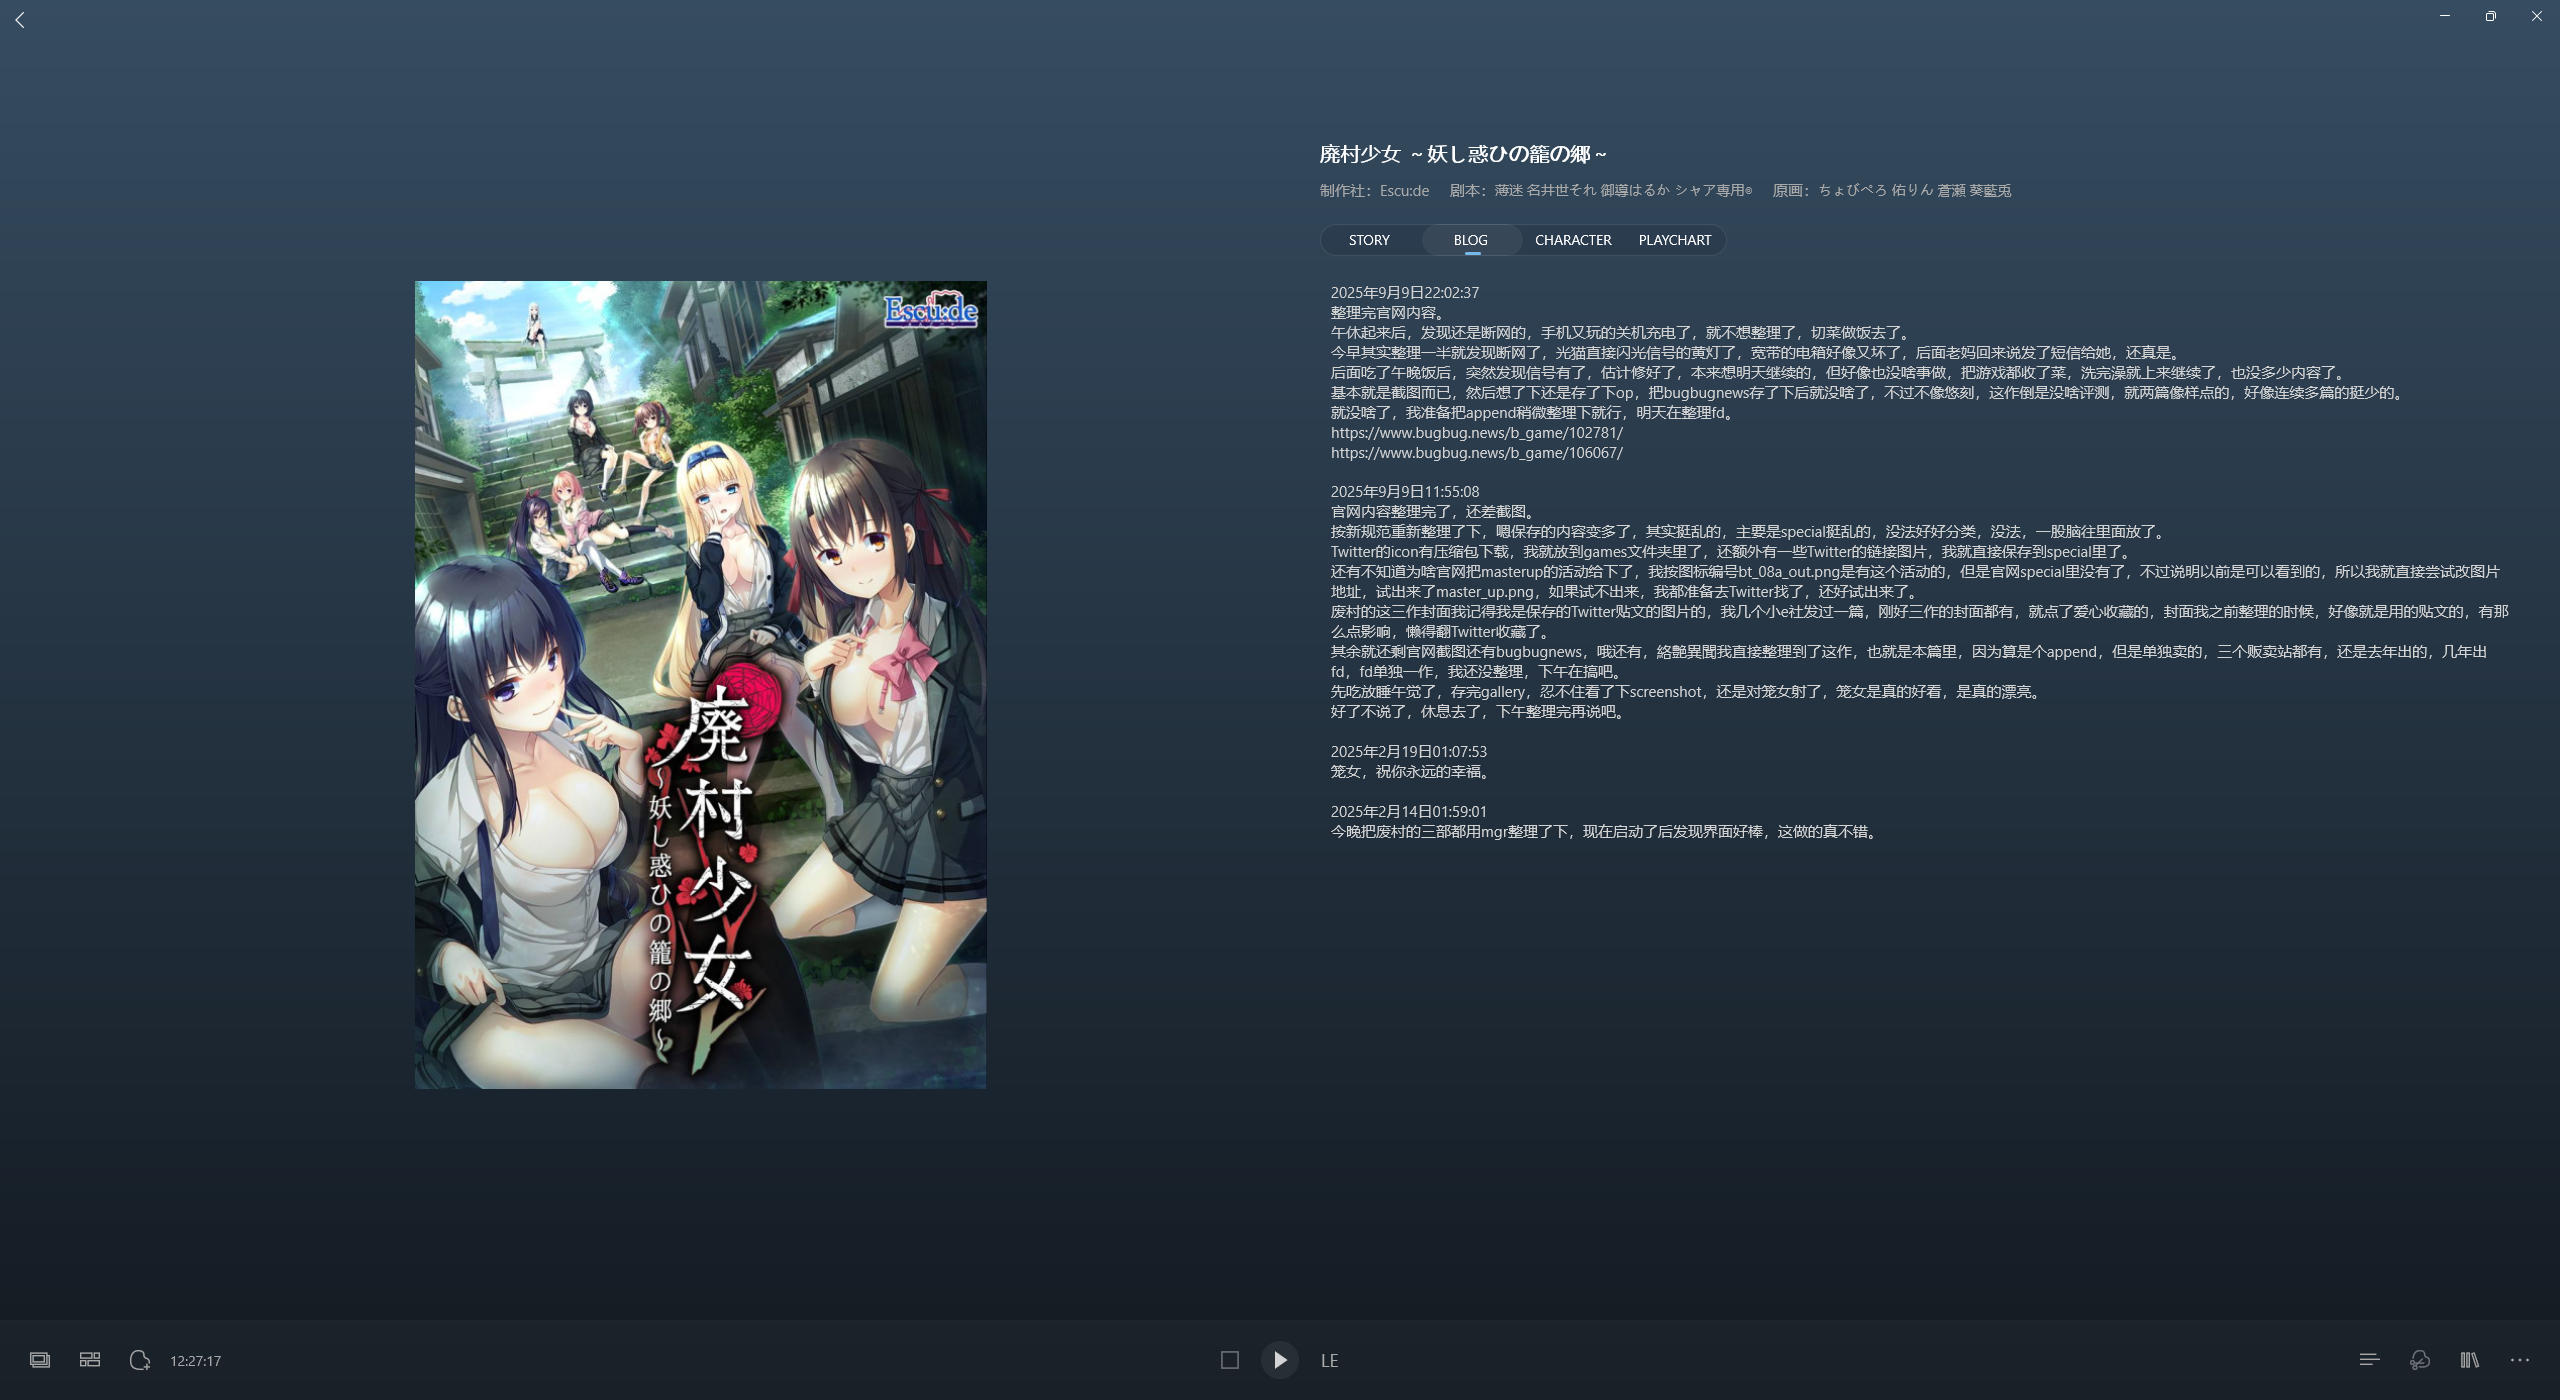 廃村少女 ～妖し惑ひの籠の郷～
制作社：Escu:de 剧本：薄迷 名井世それ 御導はるか シャア専用® 原画：ちょびぺろ 佑りん 蒼瀬 葵藍兎
STORY BLOG CHARACTER PLAYCHART
Escu:de
廃村少女
～妖し惑ひの籠の郷～
2025年9月9日22:02:37
整理完官网内容。
午休起来后，发现还是断网的，手机又玩的关机充电了，就不想整理了，切菜做饭去了。
今早其实整理一半就发现断网了，光猫直接闪光信号的黄灯了，宽带的电箱好像又坏了，后面老妈回来说发了短信给她，还真是。
后面吃了午晚饭后，突然发现信号有了，估计修好了，本来想明天继续的，但好像也没啥事做，把游戏都收了菜，洗完澡就上来继续了，也没多少内容了。
基本就是截图而已，然后想了下还是存了下op，把bugbugnews存了下后就没啥了，不过不像悠刻，这作倒是没啥评测，就两篇像样点的，好像连续多篇的挺少的。
就没啥了，我准备把append稍微整理下就行，明天在整理fd。
https://www.bugbug.news/b_game/102781/
https://www.bugbug.news/b_game/106067/
2025年9月9日11:55:08
官网内容整理完了，还差截图。
按新规范重新整理了下，嗯保存的内容变多了，其实挺乱的，主要是special挺乱的，没法好好分类，没法，一股脑往里面放了。
Twitter的icon有压缩包下载，我就放到games文件夹里了，还额外有一些Twitter的链接图片，我就直接保存到special里了。
还有不知道为啥官网把masterup的活动给下了，我按图标编号bt_08a_out.png是有这个活动的，但是官网special里没有了，不过说明以前是可以看到的，所以我就直接尝试改图片
地址，试出来了master_up.png，如果试不出来，我都准备去Twitter找了，还好试出来了。
废村的这三作封面我记得我是保存的Twitter贴文的图片的，我几个小e社发过一篇，刚好三作的封面都有，就点了爱心收藏的，封面我之前整理的时候，好像就是用的贴文的，有那
么点影响，懒得翻Twitter收藏了。
其余就还剩官网截图还有bugbugnews，哦还有，絡艶異聞我直接整理到了这作，也就是本篇里，因为算是个append，但是单独卖的，三个贩卖站都有，还是去年出的，几年出
fd，fd单独一作，我还没整理，下午在搞吧。
先吃放睡午觉了，存完gallery，忍不住看了下screenshot，还是对笼女射了，笼女是真的好看，是真的漂亮。
好了不说了，休息去了，下午整理完再说吧。
2025年2月19日01:07:53
笼女，祝你永远的幸福。
2025年2月14日01:59:01
今晚把废村的三部都用mgr整理了下，现在启动了后发现界面好棒，这做的真不错。
12:27:17
LE